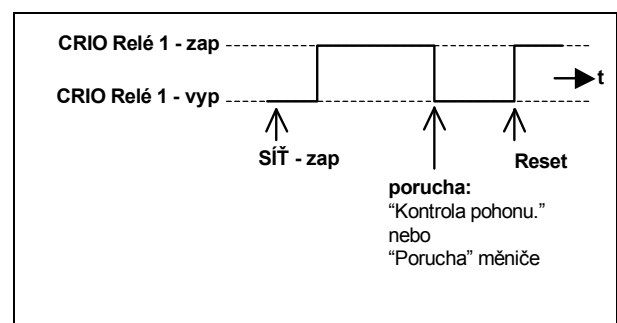 CRIO Relé 1 - zap
t
CRIO Relé 1 - vyp
SÍŤ - zap
Reset
porucha:
“Kontrola pohonu.”
nebo
“Porucha” měniče